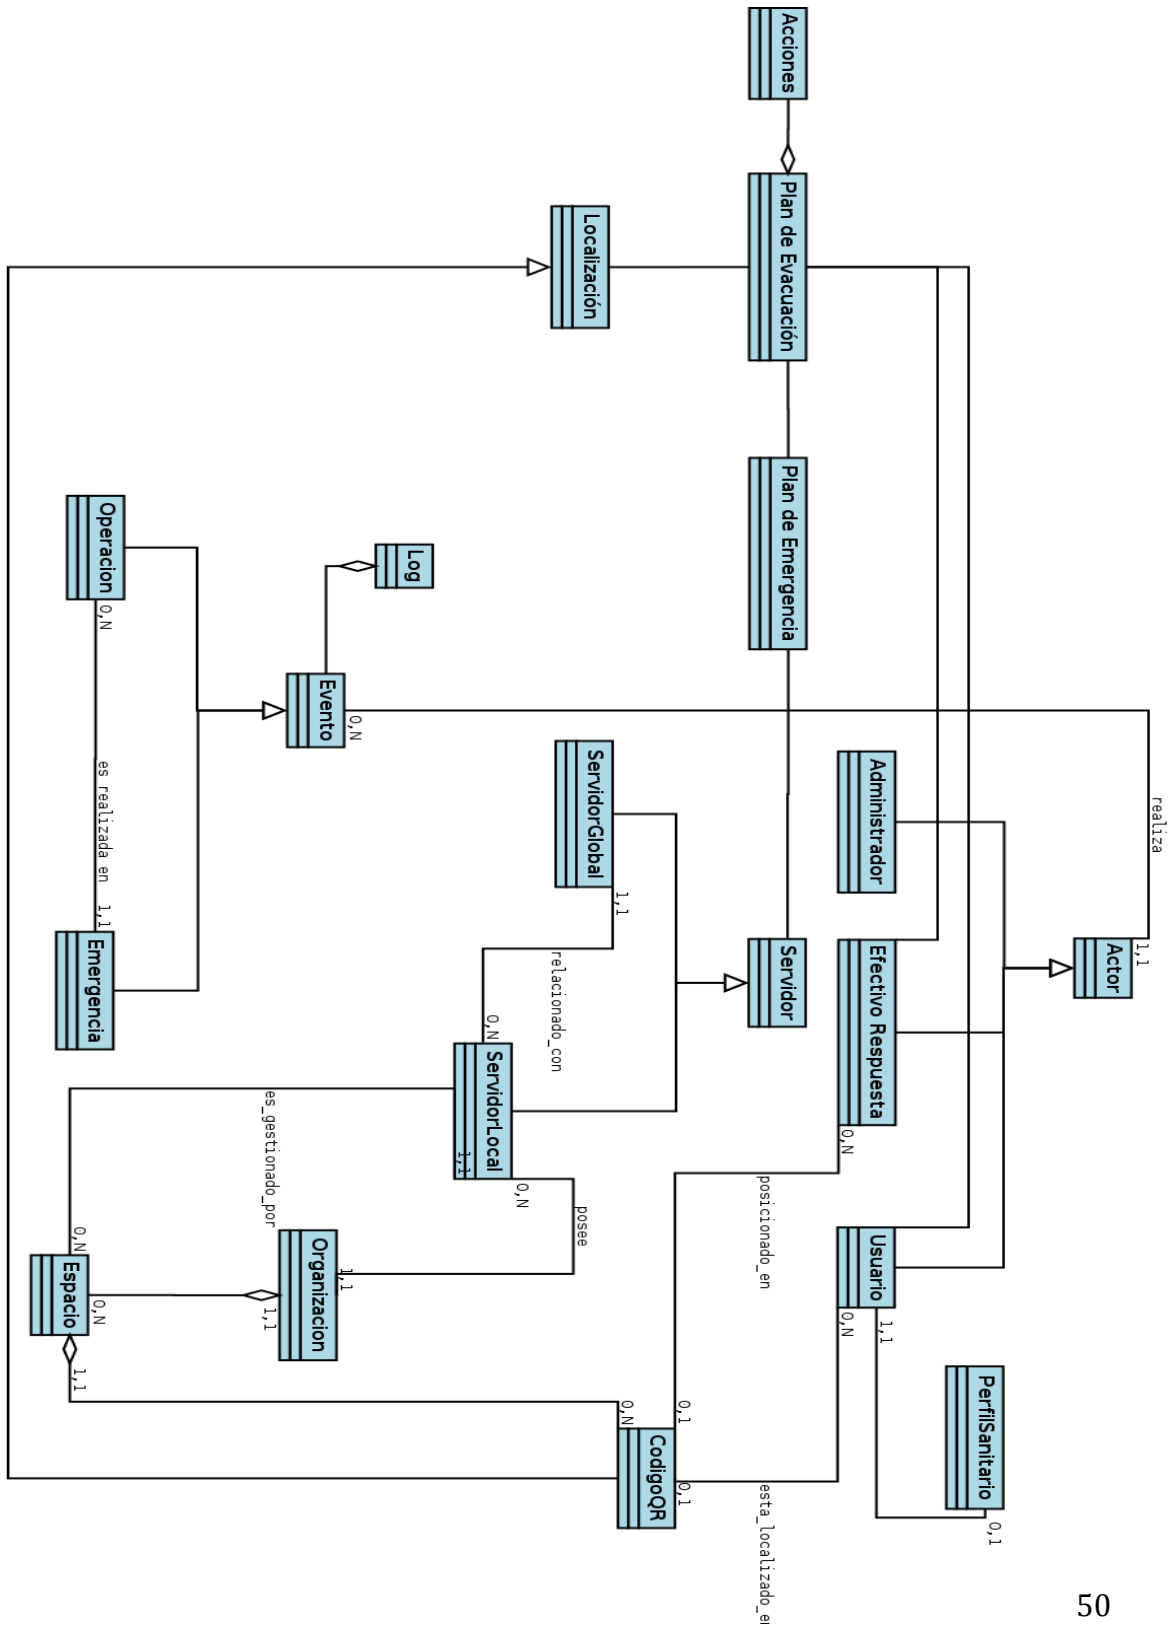 realiza
1,1
Actor
PerfilSanitario
0,1
Administrador
Efectivo Respuesta
0,N
Usuario
1,1
0,N
Acciones
Plan de Evacuación
Plan de Emergencia
Servidor
posicionado_en
esta_localizado_en
Localización
ServidorGlobal
1,1
relacionado_con
posee
0,1
0,1
CodigoQR
0,N
0,N
ServidorLocal
1,1
0,N
Log
0,N
Evento
1,1
Organizacion
1,1
es_gestionado_por
Operacion
0,N
es realizada en
1,1
Emergencia
0,N
Espacio
0,N
1,1
50